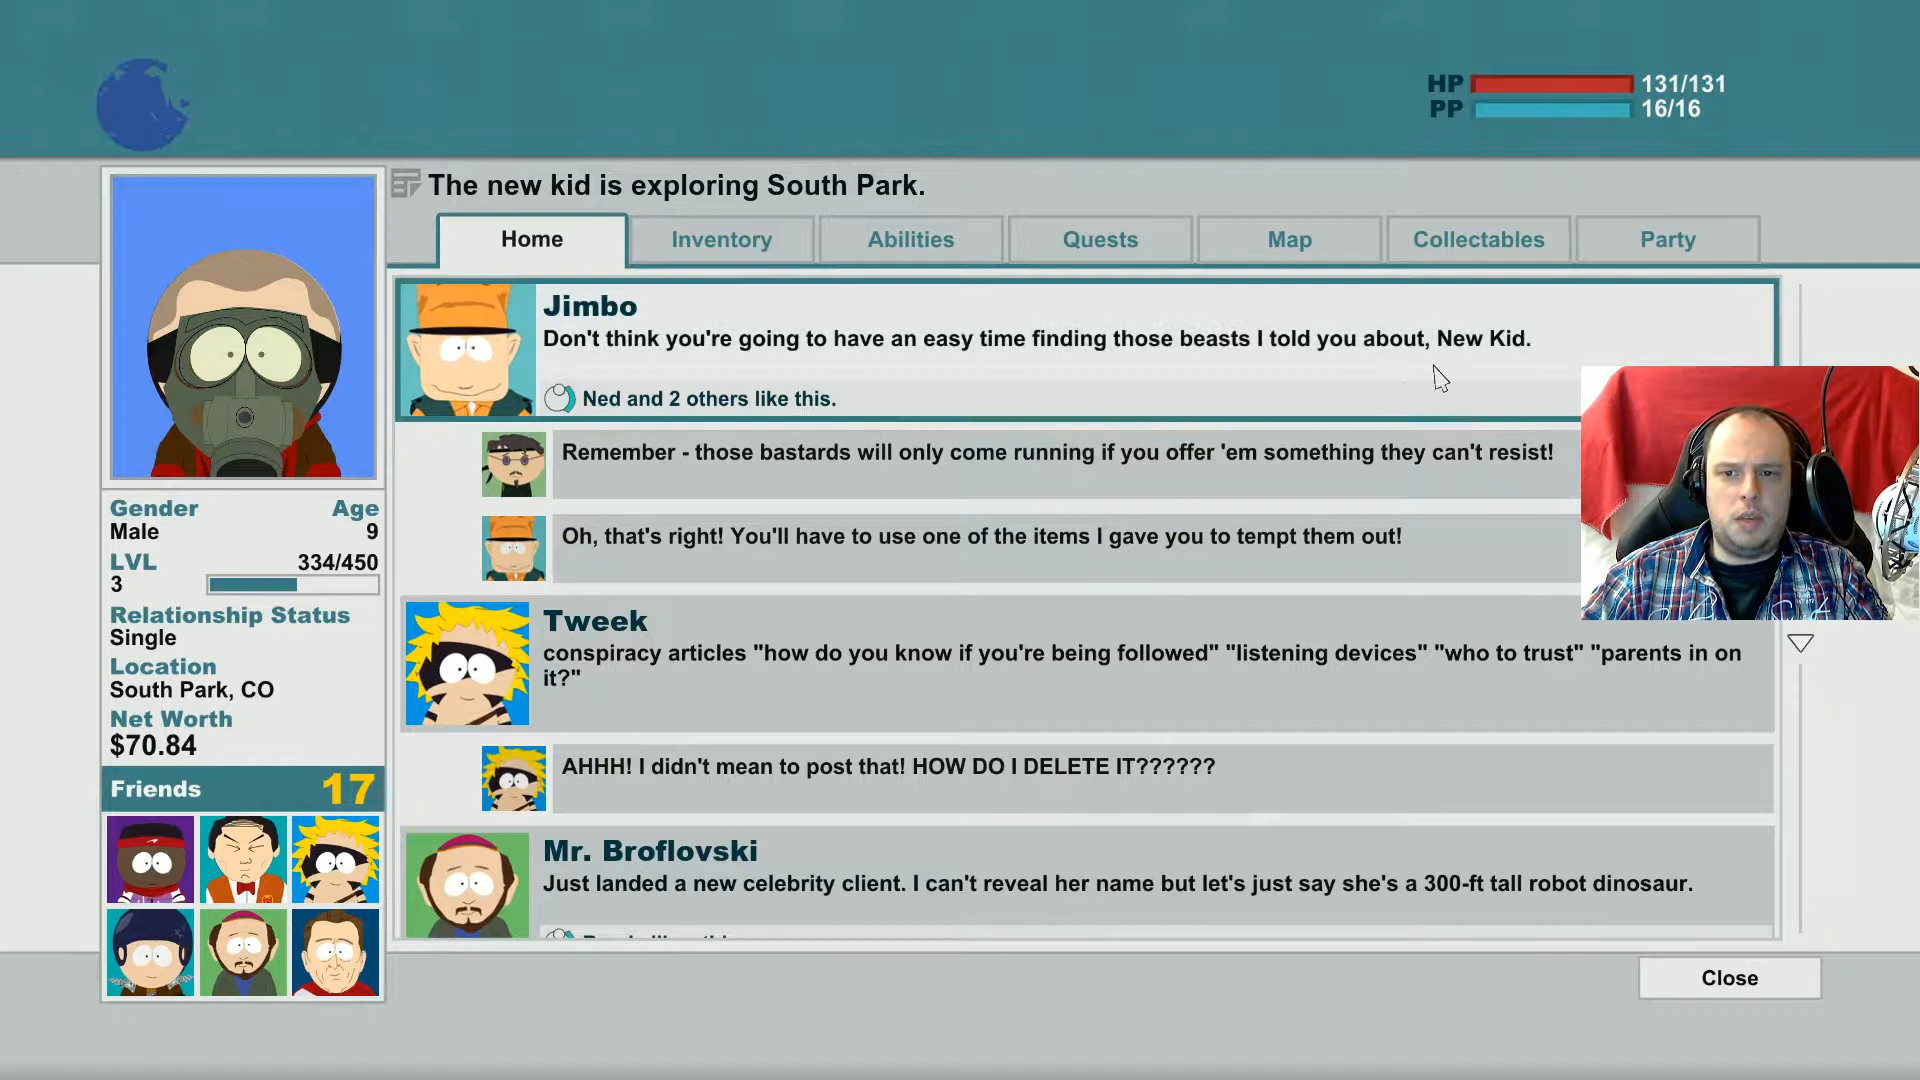 HP 131/131
PP 16/16
The new kid is exploring South Park.
Home Inventory Abilities Quests Map Collectables Party
Jimbo
Don't think you're going to have an easy time finding those beasts I told you about, New Kid.
Ned and 2 others like this.
Remember - those bastards will only come running if you offer 'em something they can't resist!
Oh, that's right! You'll have to use one of the items I gave you to tempt them out!
Tweek
conspiracy articles "how do you know if you're being followed" "listening devices" "who to trust" "parents in on
it?"
AHHH! I didn't mean to post that! HOW DO I DELETE IT??????
Mr. Broflovski
Just landed a new celebrity client. I can't reveal her name but let's just say she's a 300-ft tall robot dinosaur.
Gender Age
Male 9
LVL 334/450
3
Relationship Status
Single
Location
South Park, CO
Net Worth
$70.84
Friends 17
Close